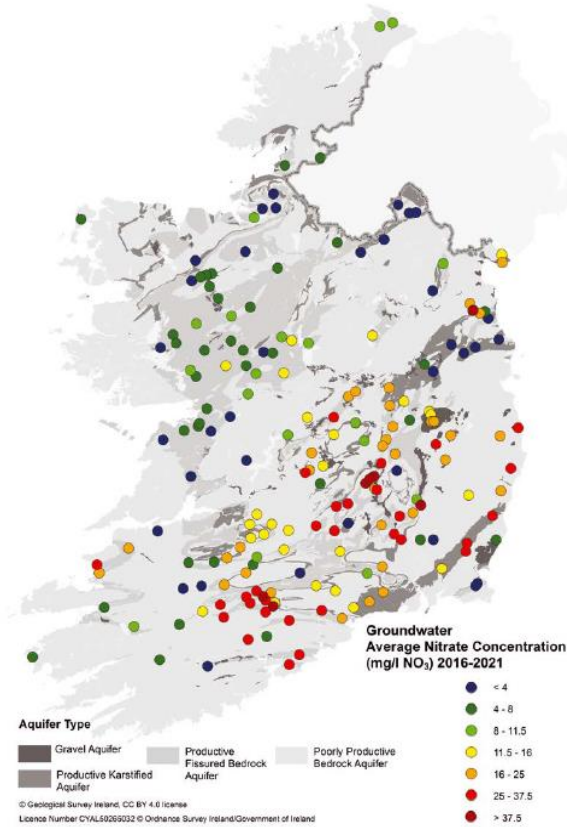 Groundwater
Average Nitrate Concentration
(mg/l NO₃) 2016-2021
< 4
4 - 8
8 - 11.5
11.5 - 16
16 - 25
25 - 37.5
> 37.5
Aquifer Type
Gravel Aquifer
Productive Karstified
Aquifer
Productive
Fissured Bedrock
Aquifer
Poorly Productive
Bedrock Aquifer
© Geological Survey Ireland, CC BY 4.0 license
Licence Number CYAL50265032 © Ordnance Survey Ireland/Government of Ireland